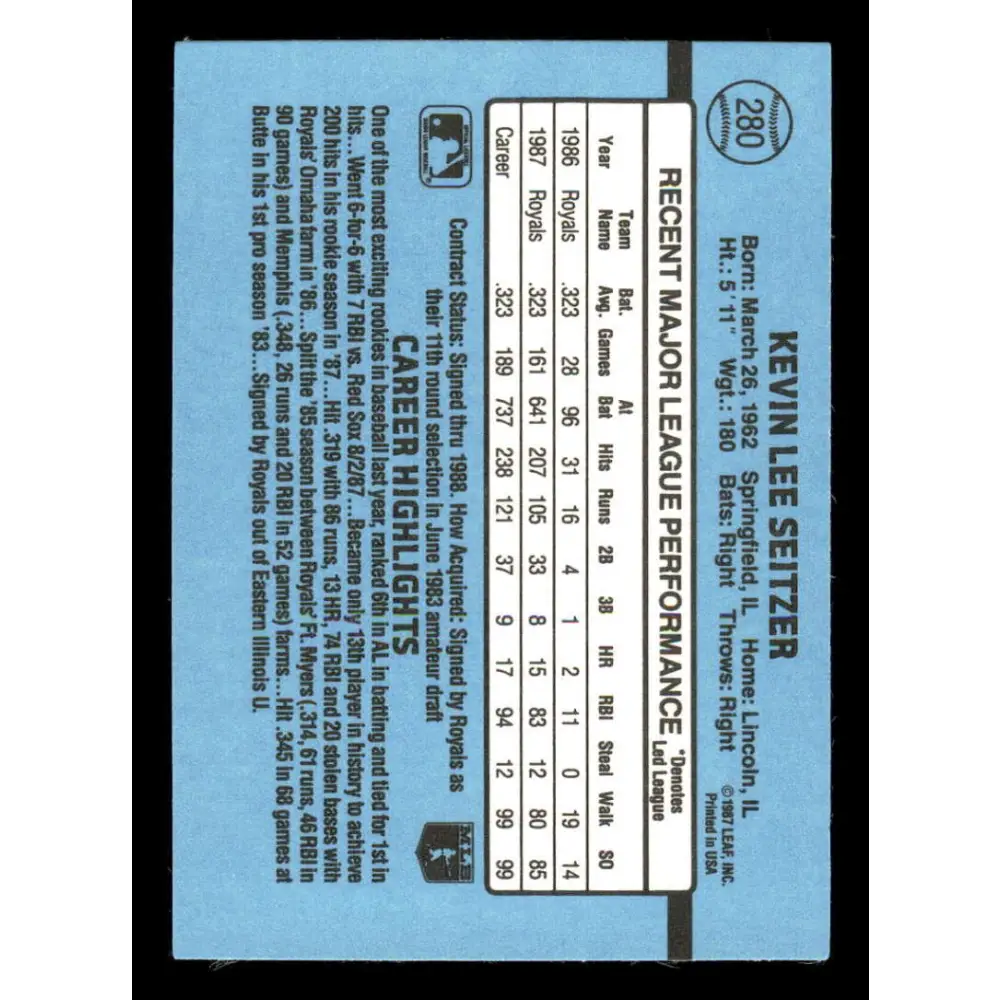 280
KEVIN LEE SEITZER
Born: March 26, 1962 Springfield, IL Home: Lincoln, IL
Ht.: 5'11" Wgt.: 180 Bats: Right Throws: Right
©1987 LEAF, INC.
Printed in USA
RECENT MAJOR LEAGUE PERFORMANCE *Denotes
Led League
Year Team Name Bat. Avg. Games At Bat Hits Runs 2B 3B HR RBI Steal Walk SO
1986 Royals .323 28 96 31 16 4 1 2 11 0 19 14
1987 Royals .323 161 641 207 105 33 8 15 83 12 80 85
Career .323 189 737 238 121 37 9 17 94 12 99 99
Contract Status: Signed thru 1988. How Acquired: Signed by Royals as
their 11th round selection in June 1983 amateur draft
MLB
CAREER HIGHLIGHTS
One of the most exciting rookies in baseball last year, ranked 6th in AL in batting and tied for 1st in
hits...Went 6-for-6 with 7 RBI vs. Red Sox 8/2/87...Became only 13th player in history to achieve
200 hits in his rookie season in '87...Hit .319 with 86 runs, 13 HR, 74 RBI and 20 stolen bases with
Royals' Omaha farm in '86...Split the '85 season between Royals' Ft. Myers (.314, 61 runs, 46 RBI in
90 games) and Memphis (.348, 26 runs and 20 RBI in 52 games) farms...Hit .345 in 68 games at
Butte in his 1st pro season '83...Signed by Royals out of Eastern Illinois U.